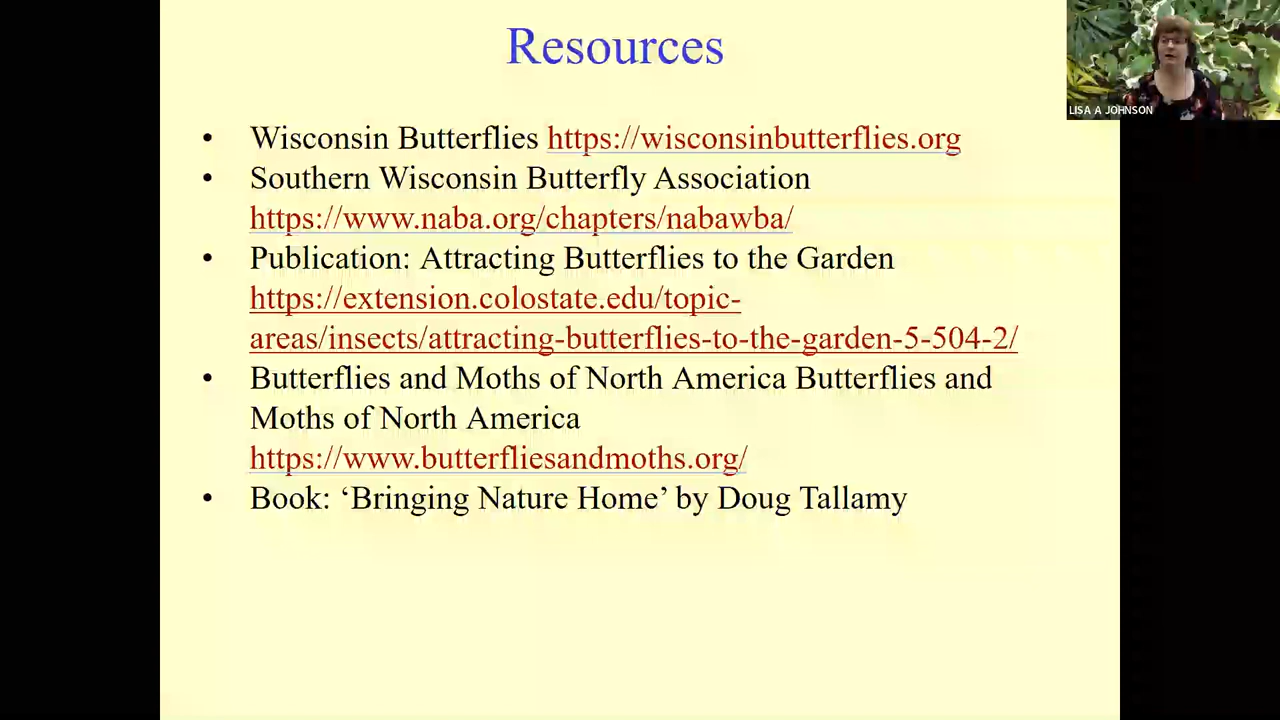 Resources
LISA A JOHNSON
• Wisconsin Butterflies https://wisconsinbutterflies.org
• Southern Wisconsin Butterfly Association
https://www.naba.org/chapters/nabawba/
• Publication: Attracting Butterflies to the Garden
https://extension.colostate.edu/topic-
areas/insects/attracting-butterflies-to-the-garden-5-504-2/
• Butterflies and Moths of North America Butterflies and
Moths of North America
https://www.butterfliesandmoths.org/
• Book: ‘Bringing Nature Home’ by Doug Tallamy